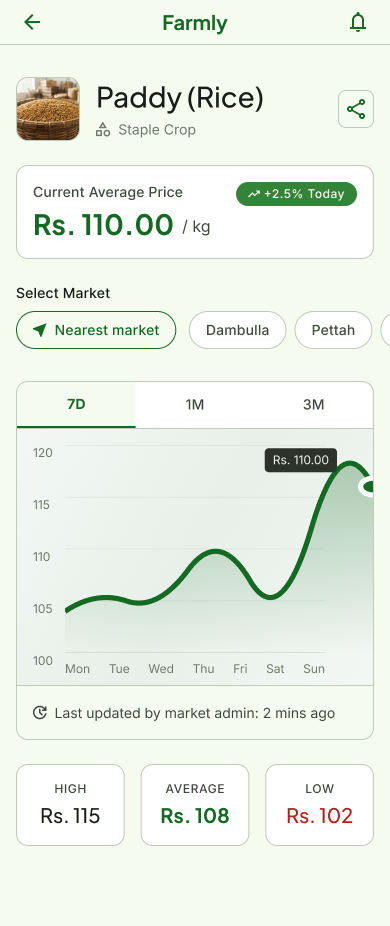 Farmly
Paddy (Rice)
Staple Crop
Current Average Price
+2.5% Today
Rs. 110.00 / kg
Select Market
Nearest market
Dambulla
Pettah
7D
1M
3M
120
Rs. 110.00
115
110
105
100
Mon Tue Wed Thu Fri Sat Sun
Last updated by market admin: 2 mins ago
HIGH
Rs. 115
AVERAGE
Rs. 108
LOW
Rs. 102